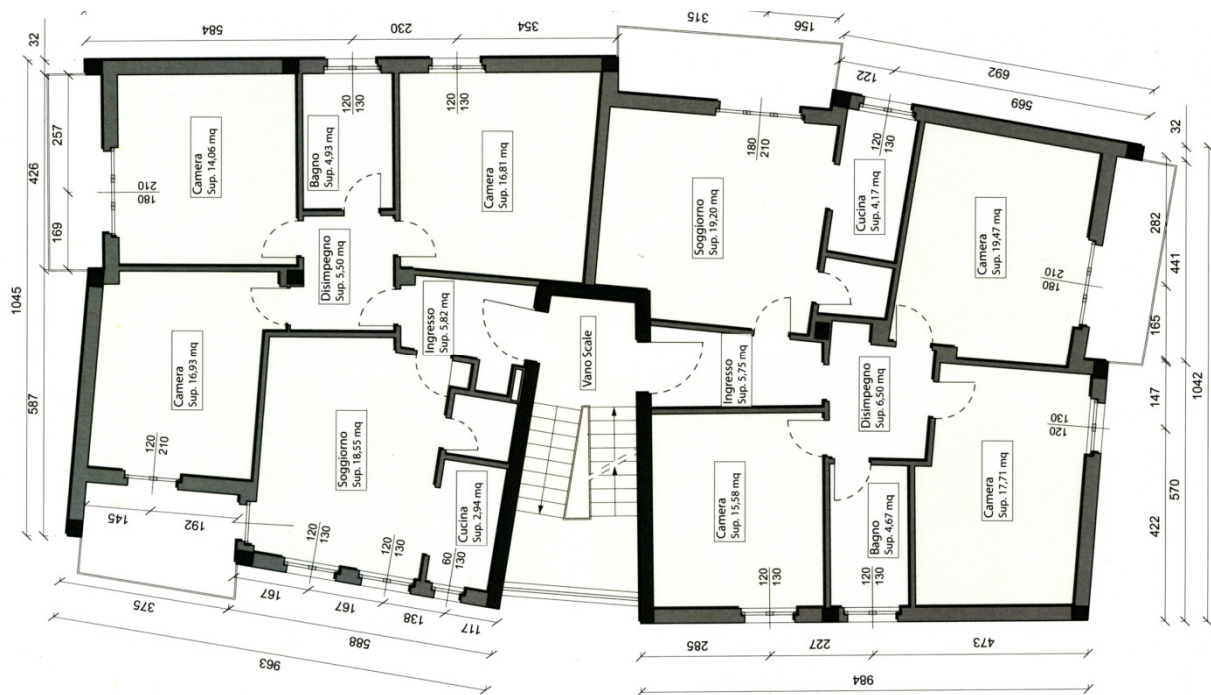 584
230
354
315
156
692
122
569
32
1045
426
257
169
587
32
282
441
165
147
1042
570
422
120
130
120
130
180
210
120
130
210
180
210
180
Camera
Sup. 14,06 mq
Bagno
Sup. 4,93 mq
Camera
Sup. 16,81 mq
Soggiorno
Sup. 19,20 mq
Cucina
Sup. 4,17 mq
Camera
Sup. 19,47 mq
Disimpegno
Sup. 5,50 mq
Ingresso
Sup. 5,82 mq
Vano Scale
Ingresso
Sup. 5,75 mq
Disimpegno
Sup. 6,50 mq
Camera
Sup. 16,93 mq
Soggiorno
Sup. 18,55 mq
Cucina
Sup. 2,94 mq
Camera
Sup. 15,58 mq
Bagno
Sup. 4,67 mq
Camera
Sup. 17,71 mq
130
120
120
210
145
192
120
130
120
130
60
130
120
130
120
130
167
167
138
117
375
588
963
285
227
473
984